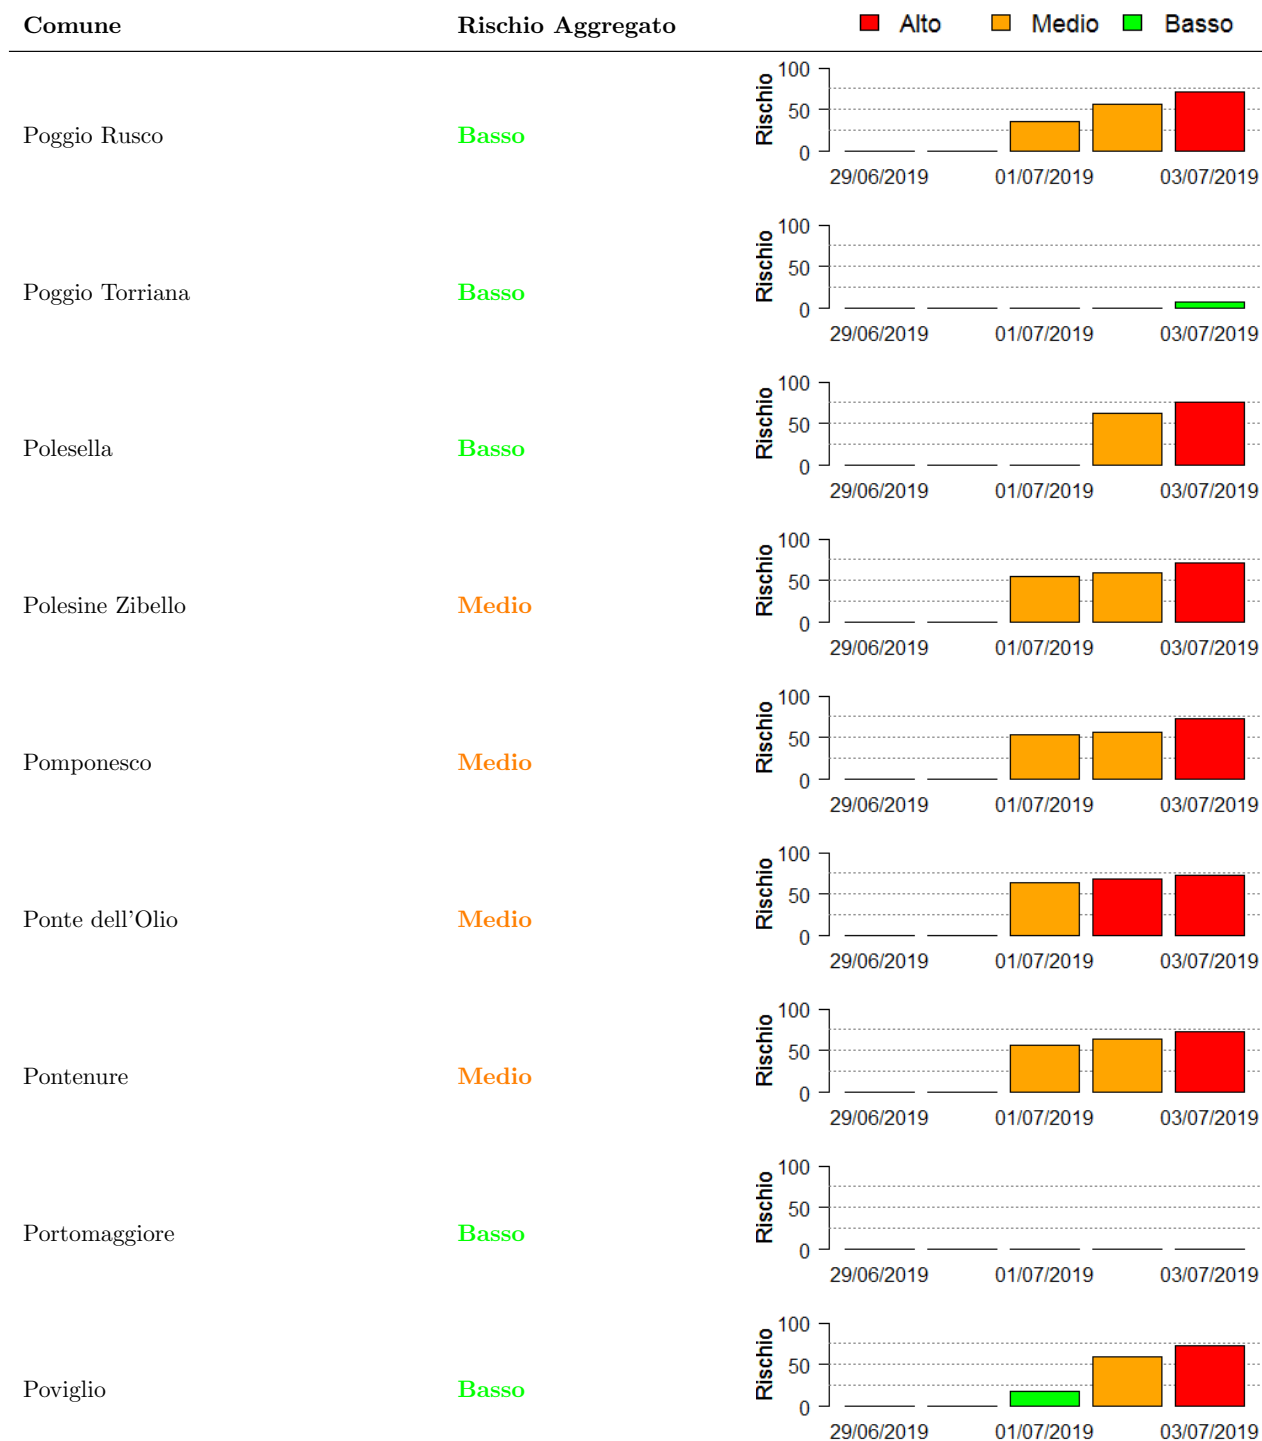 Comune Rischio Aggregato Alto Medio Basso
Poggio Rusco Basso
Rischio
100
50
0
29/06/2019 01/07/2019 03/07/2019
Poggio Torriana Basso
Rischio
100
50
0
29/06/2019 01/07/2019 03/07/2019
Polesella Basso
Rischio
100
50
0
29/06/2019 01/07/2019 03/07/2019
Polesine Zibello Medio
Rischio
100
50
0
29/06/2019 01/07/2019 03/07/2019
Pomponesco Medio
Rischio
100
50
0
29/06/2019 01/07/2019 03/07/2019
Ponte dell'Olio Medio
Rischio
100
50
0
29/06/2019 01/07/2019 03/07/2019
Pontenure Medio
Rischio
100
50
0
29/06/2019 01/07/2019 03/07/2019
Portomaggiore Basso
Rischio
100
50
0
29/06/2019 01/07/2019 03/07/2019
Poviglio Basso
Rischio
100
50
0
29/06/2019 01/07/2019 03/07/2019